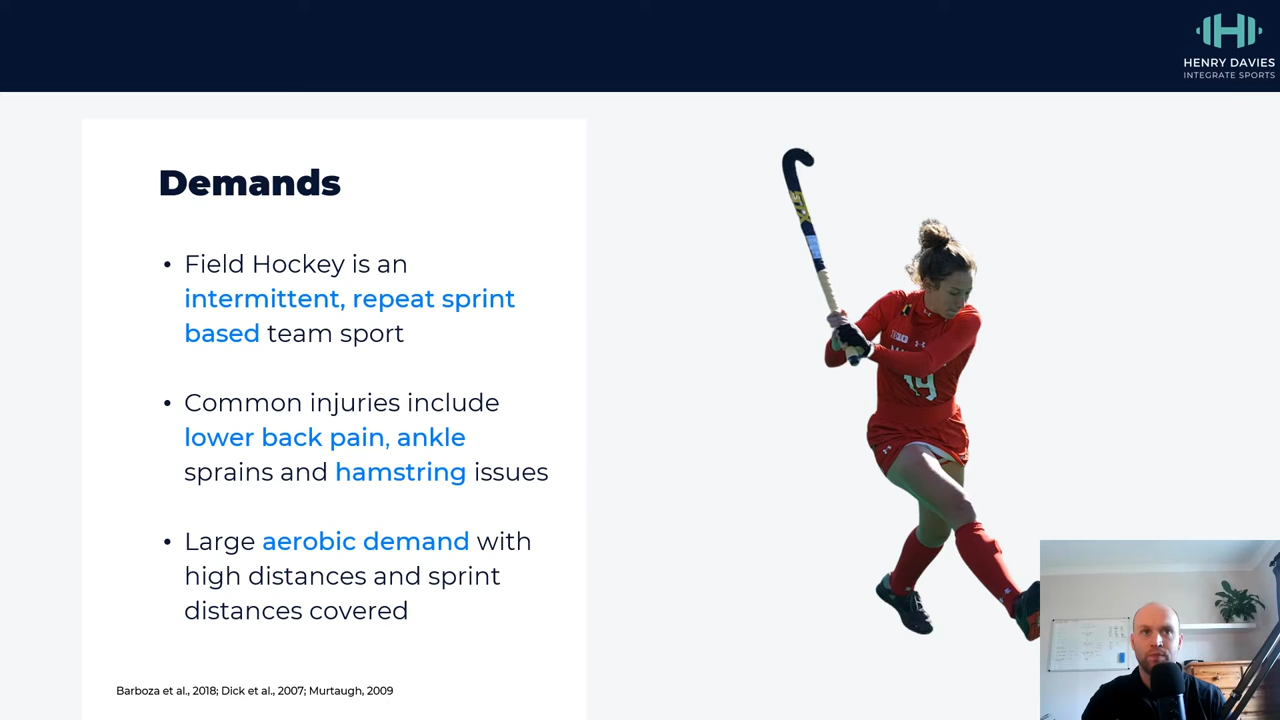 HENRY DAVIES
INTEGRATE SPORTS
Demands
• Field Hockey is an
intermittent, repeat sprint
based team sport
• Common injuries include
lower back pain, ankle
sprains and hamstring issues
• Large aerobic demand with
high distances and sprint
distances covered
Barboza et al., 2018; Dick et al., 2007; Murtaugh, 2009
STX
14